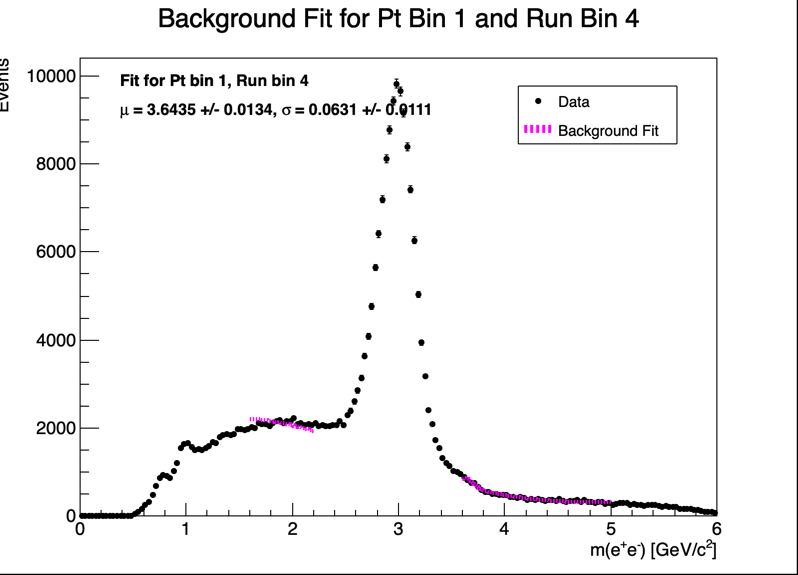 Background Fit for Pt Bin 1 and Run Bin 4
Events
Fit for Pt bin 1, Run bin 4
μ = 3.6435 +/- 0.0134, σ = 0.0631 +/- 0.0111
Data
Background Fit
10000
8000
6000
4000
2000
0
0 1 2 3 4 5 6
m(e⁺e⁻) [GeV/c²]